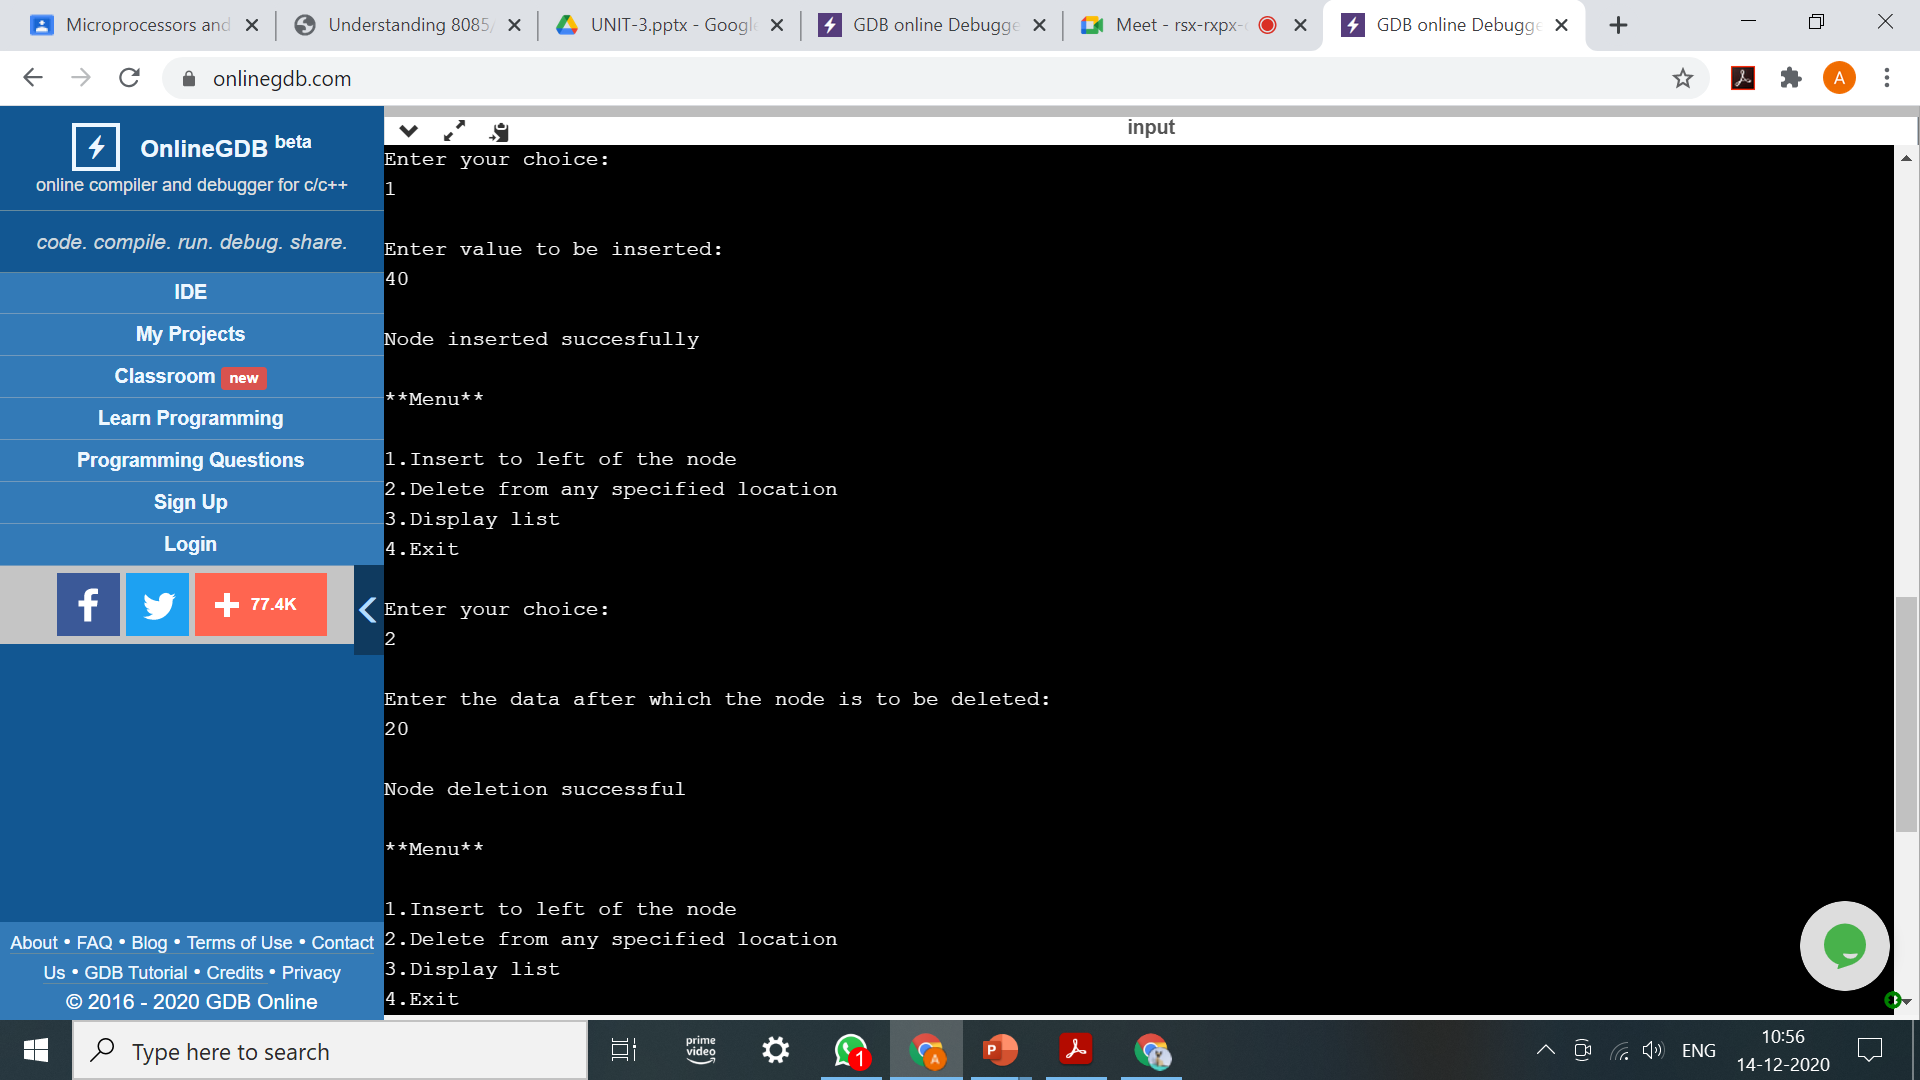 Microprocessors and
Understanding 8085/
UNIT-3.pptx - Google
GDB online Debugge
Meet - rsx-rxpx-
GDB online Debugge
onlinegdb.com
A
OnlineGDB beta
online compiler and debugger for c/c++
code. compile. run. debug. share.
IDE
My Projects
Classroom new
Learn Programming
Programming Questions
Sign Up
Login
f
77.4K
About • FAQ • Blog • Terms of Use • Contact
Us • GDB Tutorial • Credits • Privacy
© 2016 - 2020 GDB Online
input
Enter your choice:
1
Enter value to be inserted:
40
Node inserted succesfully
**Menu**
1.Insert to left of the node
2.Delete from any specified location
3.Display list
4.Exit
Enter your choice:
2
Enter the data after which the node is to be deleted:
20
Node deletion successful
**Menu**
1.Insert to left of the node
2.Delete from any specified location
3.Display list
4.Exit
Type here to search
prime
video
1
A
P
ENG
10:56
14-12-2020